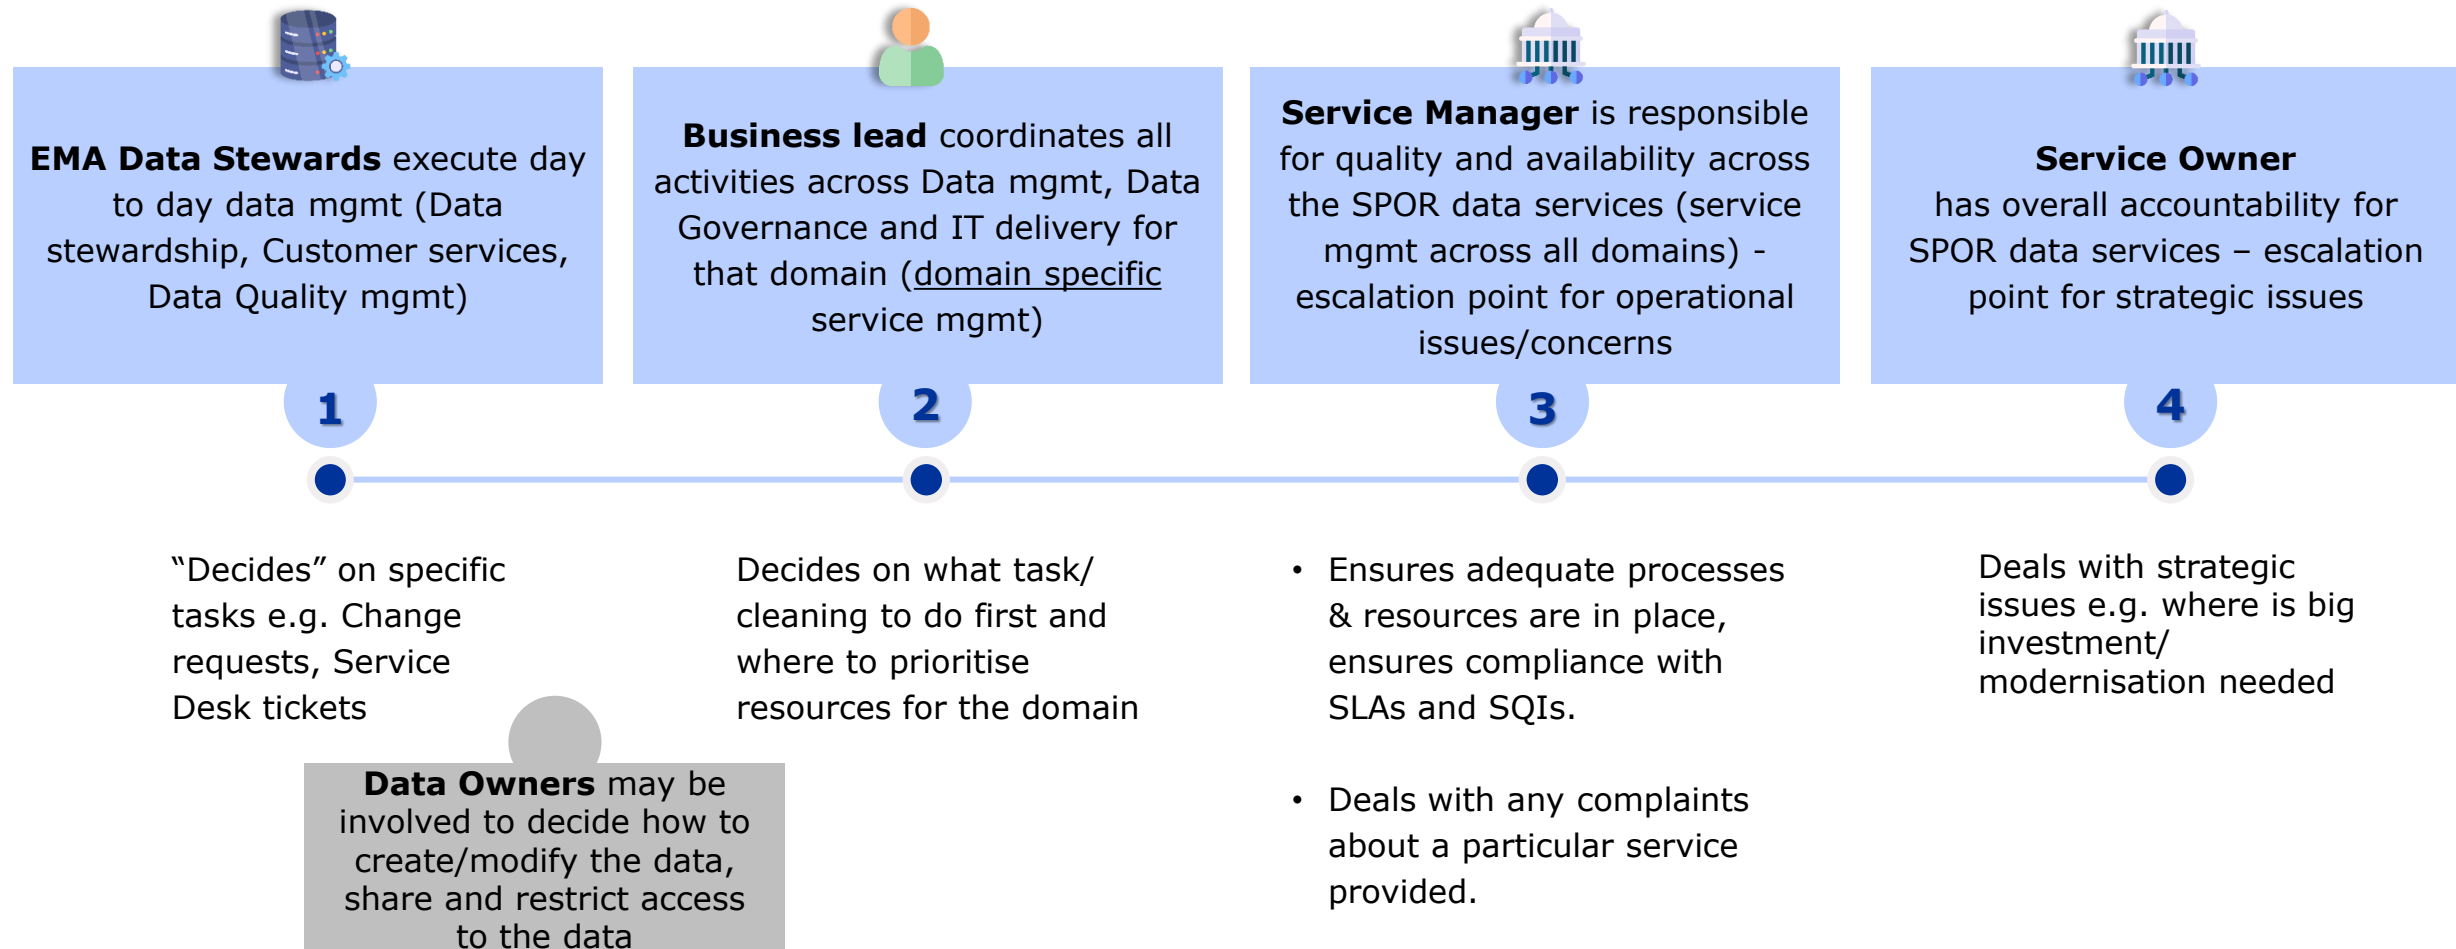 EMA Data Stewards execute day
to day data mgmt (Data
stewardship, Customer services,
Data Quality mgmt)
1
Business lead coordinates all
activities across Data mgmt, Data
Governance and IT delivery for
that domain (domain specific
service mgmt)
2
Service Manager is responsible
for quality and availability across
the SPOR data services (service
mgmt across all domains) -
escalation point for operational
issues/concerns
3
Service Owner
has overall accountability for
SPOR data services – escalation
point for strategic issues
4
“Decides” on specific
tasks e.g. Change
requests, Service
Desk tickets
Data Owners may be
involved to decide how to
create/modify the data,
share and restrict access
to the data
Decides on what task/
cleaning to do first and
where to prioritise
resources for the domain
• Ensures adequate processes
& resources are in place,
ensures compliance with
SLAs and SQIs.
• Deals with any complaints
about a particular service
provided.
Deals with strategic
issues e.g. where is big
investment/
modernisation needed